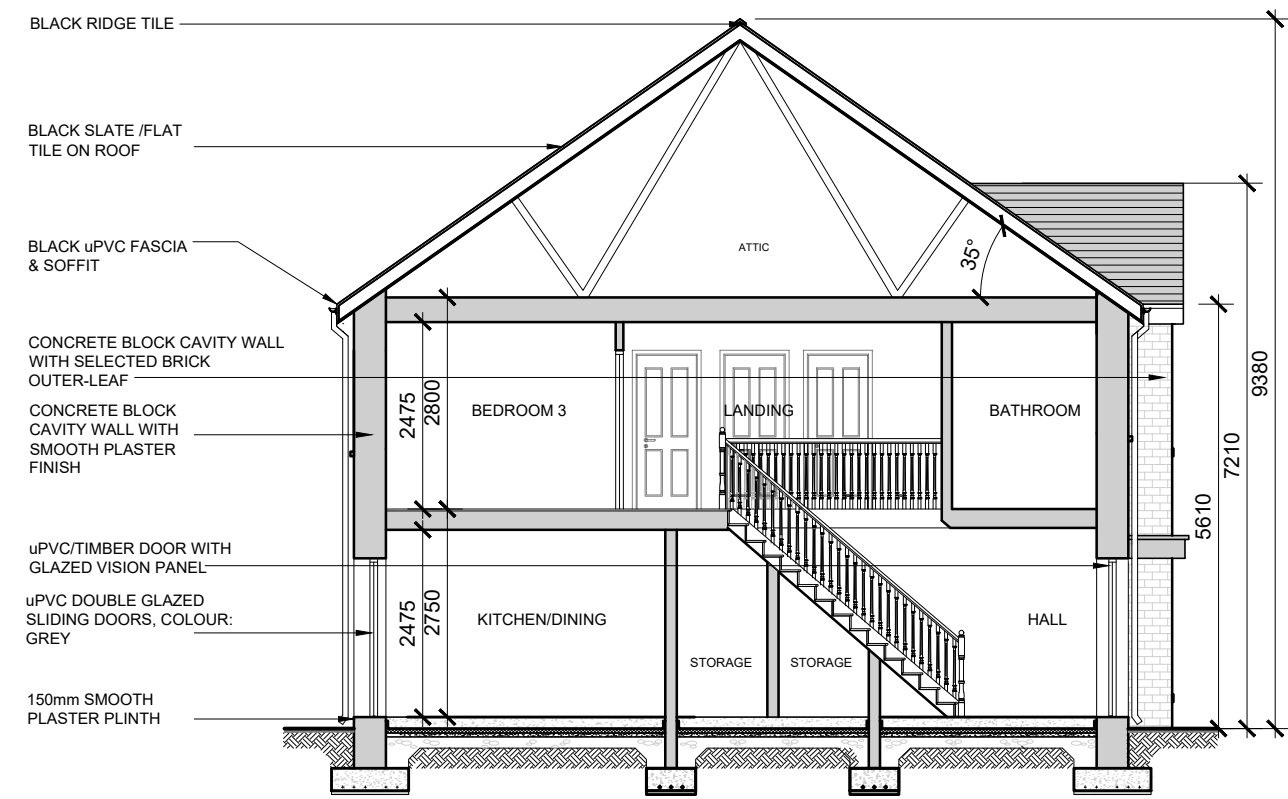 BLACK RIDGE TILE
BLACK SLATE /FLAT
TILE ON ROOF
BLACK uPVC FASCIA
& SOFFIT
CONCRETE BLOCK CAVITY WALL
WITH SELECTED BRICK
OUTER-LEAF
CONCRETE BLOCK
CAVITY WALL WITH
SMOOTH PLASTER
FINISH
uPVC/TIMBER DOOR WITH
GLAZED VISION PANEL
uPVC DOUBLE GLAZED
SLIDING DOORS, COLOUR:
GREY
150mm SMOOTH
PLASTER PLINTH
ATTIC
35°
2475
2800
BEDROOM 3
LANDING
BATHROOM
2475
2750
KITCHEN/DINING
STORAGE
STORAGE
HALL
5610
7210
9380